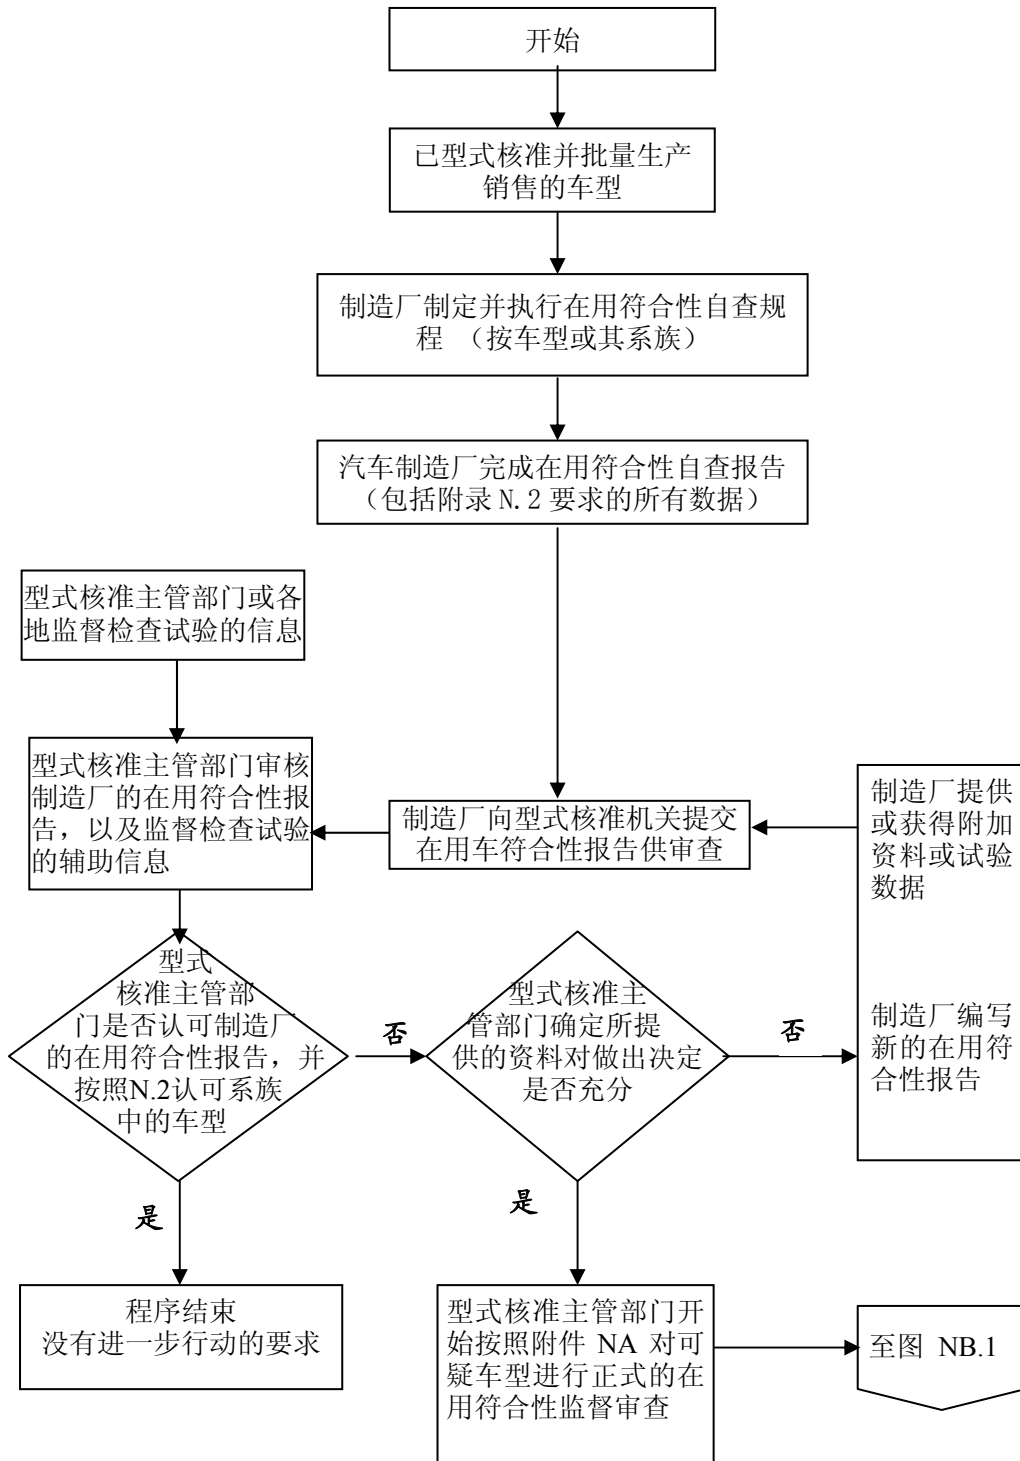 开始
已型式核准并批量生产
销售的车型
制造厂制定并执行在用符合性自查规
程 （按车型或其系族）
汽车制造厂完成在用符合性自查报告
（包括附录 N.2 要求的所有数据）
型式核准主管部门或各
地监督检查试验的信息
型式核准主管部门审核
制造厂的在用符合性报
告，以及监督检查试验
的辅助信息
制造厂向型式核准机关提交
在用车符合性报告供审查
制造厂提供
或获得附加
资料或试验
数据
制造厂编写
新的在用符
合性报告
型式
核准主管部
门是否认可制造厂
的在用符合性报告，并
按照N.2认可系族
中的车型
否
型式核准主
管部门确定所提
供的资料对做出决定
是否充分
否
是
是
程序结束
没有进一步行动的要求
型式核准主管部门开
始按照附件 NA 对可
疑车型进行正式的在
用符合性监督审查
至图 NB.1